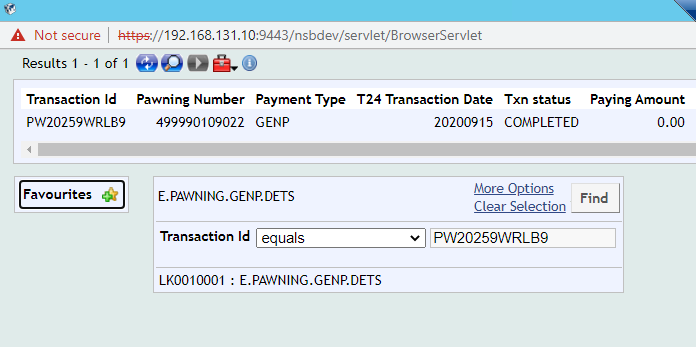 Not secure | https://192.168.131.10:9443/nsbdev/servlet/BrowserServlet
Results 1 - 1 of 1
Transaction Id Pawning Number Payment Type T24 Transaction Date Txn status Paying Amount
PW20259WRLB9 499990109022 GENP 20200915 COMPLETED 0.00
Favourites
E.PAWNING.GENP.DETS
More Options
Clear Selection
Find
Transaction Id equals PW20259WRLB9
LK0010001 : E.PAWNING.GENP.DETS